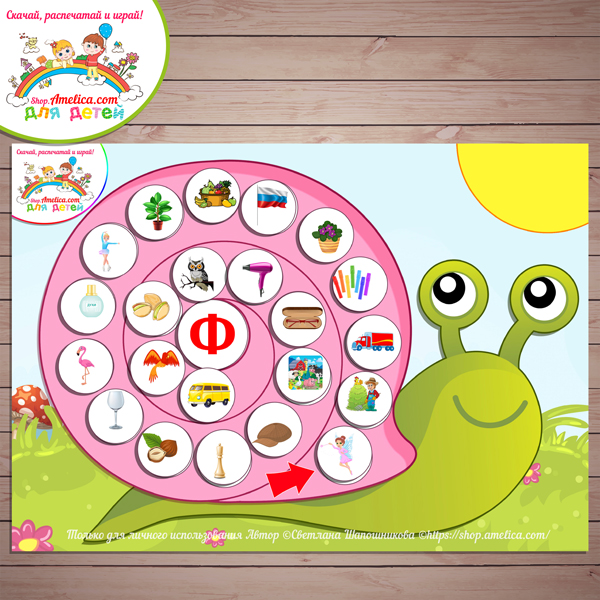 Скачай, распечатай и играй!
Shop.Amelica.com
для детей
Скачай, распечатай и играй!
Shop.Amelica.com
для детей
Ф
Только для личного использования Автор ©Светлана Шапошникова ©https://shop.amelica.com/